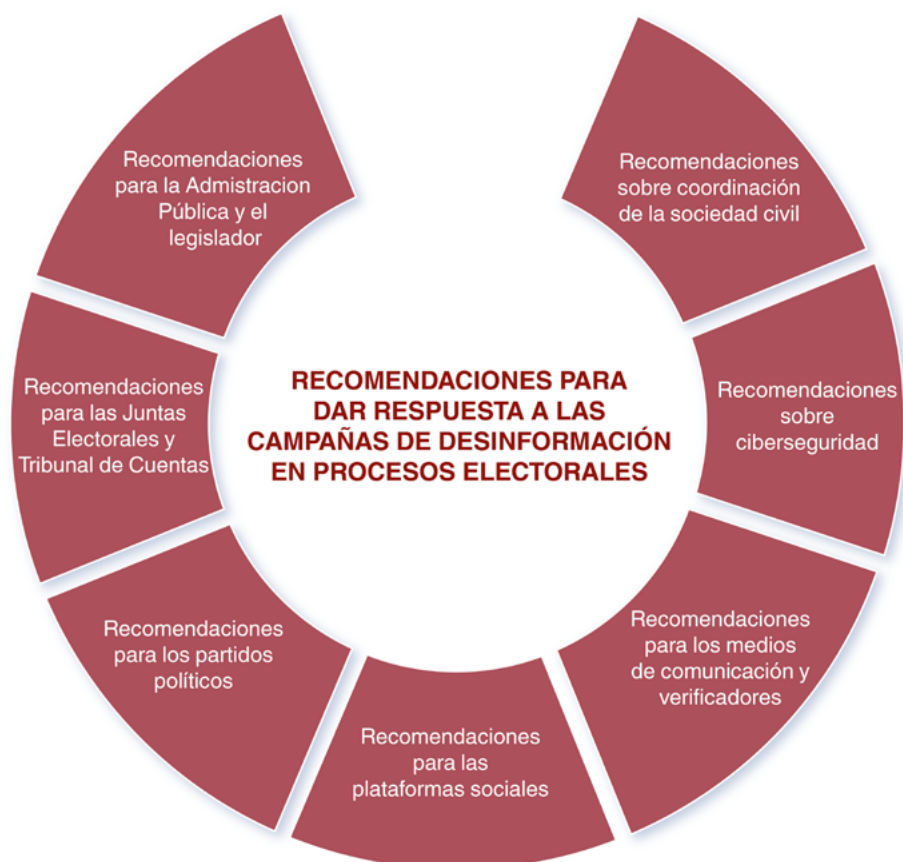 Recomendaciones
para la Admistracion
Pública y el
legislador
Recomendaciones
sobre coordinación
de la sociedad civil
Recomendaciones
para las Juntas
Electorales y
Tribunal de Cuentas
RECOMENDACIONES PARA
DAR RESPUESTA A LAS
CAMPAÑAS DE DESINFORMACIÓN
EN PROCESOS ELECTORALES
Recomendaciones
sobre
ciberseguridad
Recomendaciones
para los partidos
políticos
Recomendaciones
para los medios
de comunicación y
verificadores
Recomendaciones
para las
plataformas sociales